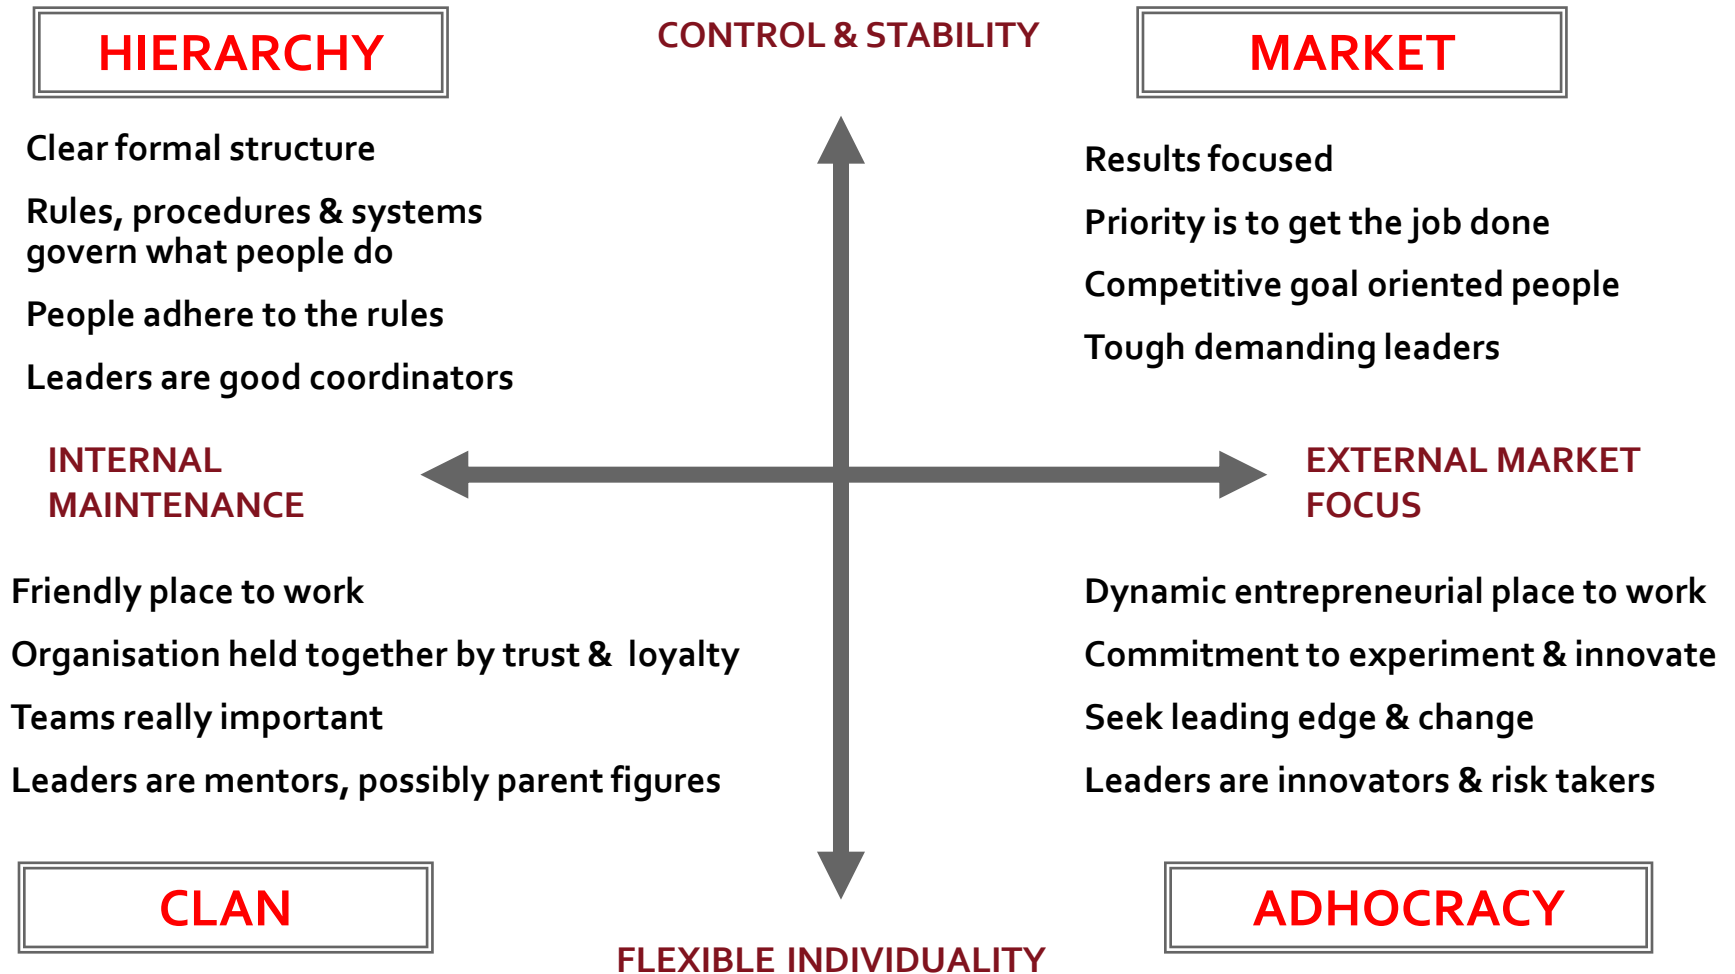 HIERARCHY
CONTROL & STABILITY
MARKET
Clear formal structure
Rules, procedures & systems
govern what people do
People adhere to the rules
Leaders are good coordinators
Results focused
Priority is to get the job done
Competitive goal oriented people
Tough demanding leaders
INTERNAL
MAINTENANCE
EXTERNAL MARKET
FOCUS
Friendly place to work
Organisation held together by trust & loyalty
Teams really important
Leaders are mentors, possibly parent figures
Dynamic entrepreneurial place to work
Commitment to experiment & innovate
Seek leading edge & change
Leaders are innovators & risk takers
CLAN
FLEXIBLE INDIVIDUALITY
ADHOCRACY